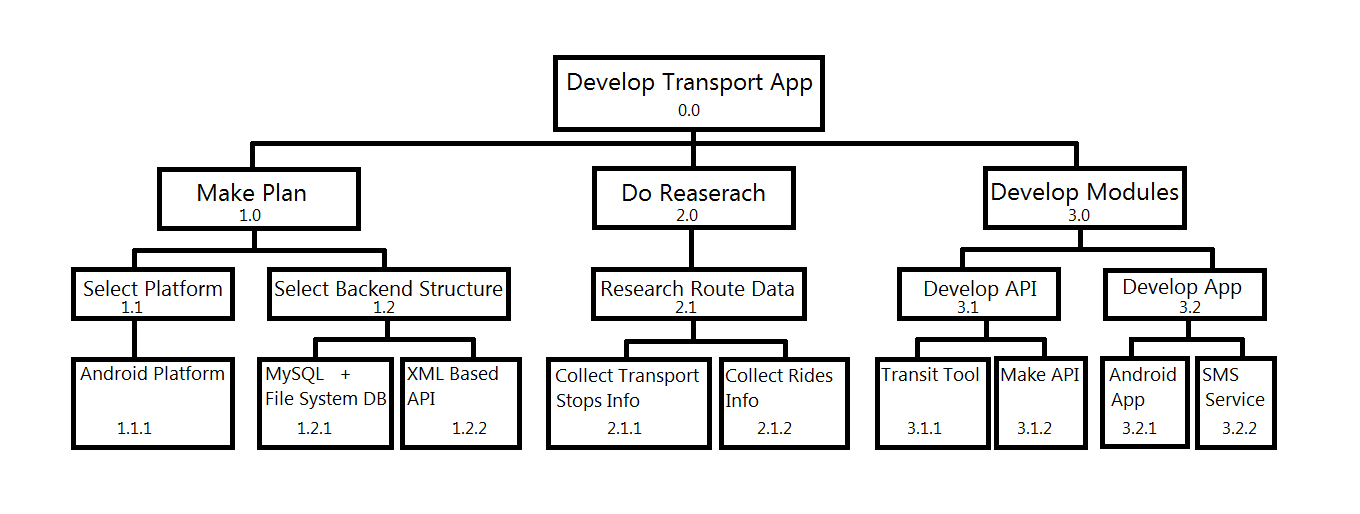 Develop Transport App
0.0
Make Plan
1.0
Do Reaserach
2.0
Develop Modules
3.0
Select Platform
1.1
Select Backend Structure
1.2
Research Route Data
2.1
Develop API
3.1
Develop App
3.2
Android Platform
1.1.1
MySQL +
File System DB
1.2.1
XML Based
API
1.2.2
Collect Transport
Stops Info
2.1.1
Collect Rides
Info
2.1.2
Transit Tool
3.1.1
Make API
3.1.2
Android
App
3.2.1
SMS
Service
3.2.2